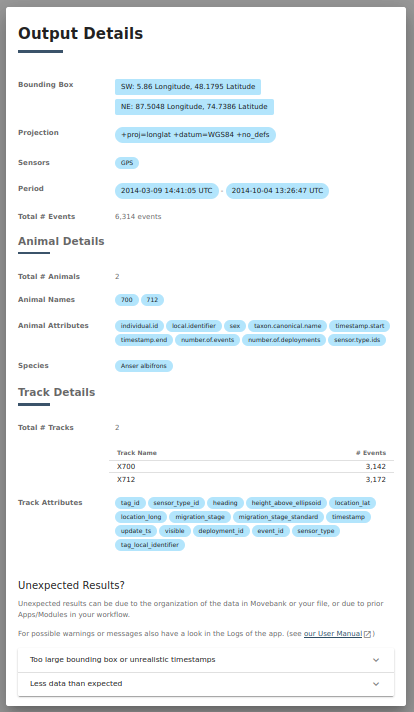 Output Details
Bounding Box
SW: 5.86 Longitude, 48.1795 Latitude
NE: 87.5048 Longitude, 74.7386 Latitude
Projection
+proj=longlat +datum=WGS84 +no_defs
Sensors
GPS
Period
2014-03-09 14:41:05 UTC - 2014-10-04 13:26:47 UTC
Total # Events
6,314 events
Animal Details
Total # Animals
2
Animal Names
700 712
Animal Attributes
individual.id local.identifier sex taxon.canonical.name timestamp.start
timestamp.end number.of.events number.of.deployments sensor.type.ids
Species
Anser albifrons
Track Details
Total # Tracks
2
Track Name # Events
X700 3,142
X712 3,172
Track Attributes
tag_id sensor_type_id heading height_above_ellipsoid location_lat
location_long migration_stage migration_stage_standard timestamp
update_ts visible deployment_id event_id sensor_type
tag_local_identifier
Unexpected Results?
Unexpected results can be due to the organization of the data in Movebank or your file, or due to prior
Apps/Modules in your workflow.
For possible warnings or messages also have a look in the Logs of the app. (see our User Manual)
Too large bounding box or unrealistic timestamps
Less data than expected